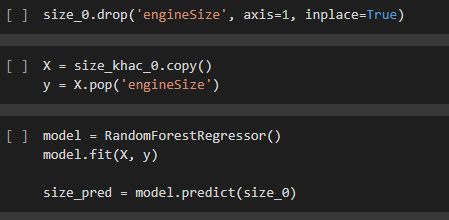 [ ] size_0.drop('engineSize', axis=1, inplace=True)
[ ] X = size_khac_0.copy()
y = X.pop('engineSize')
[ ] model = RandomForestRegressor()
model.fit(X, y)
size_pred = model.predict(size_0)